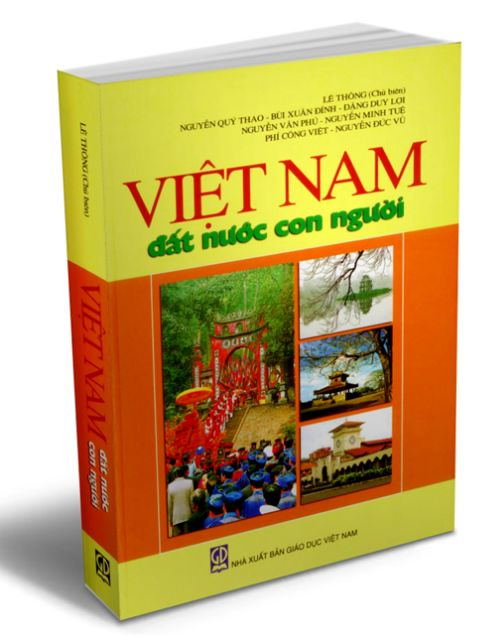 LÊ THÔNG (Chủ biên)
NGUYỄN QUÝ THAO - BÙI XUÂN ĐÍNH - ĐẶNG DUY LỢI
NGUYỄN VĂN PHÚ - NGUYỄN MINH TUỆ
PHÍ CÔNG VIỆT - NGUYỄN ĐỨC VŨ
VIỆT NAM
đất nước con người
NHÀ XUẤT BẢN GIÁO DỤC VIỆT NAM
LÊ THÔNG (Chủ biên)
VIỆT NAM
đất nước
con người